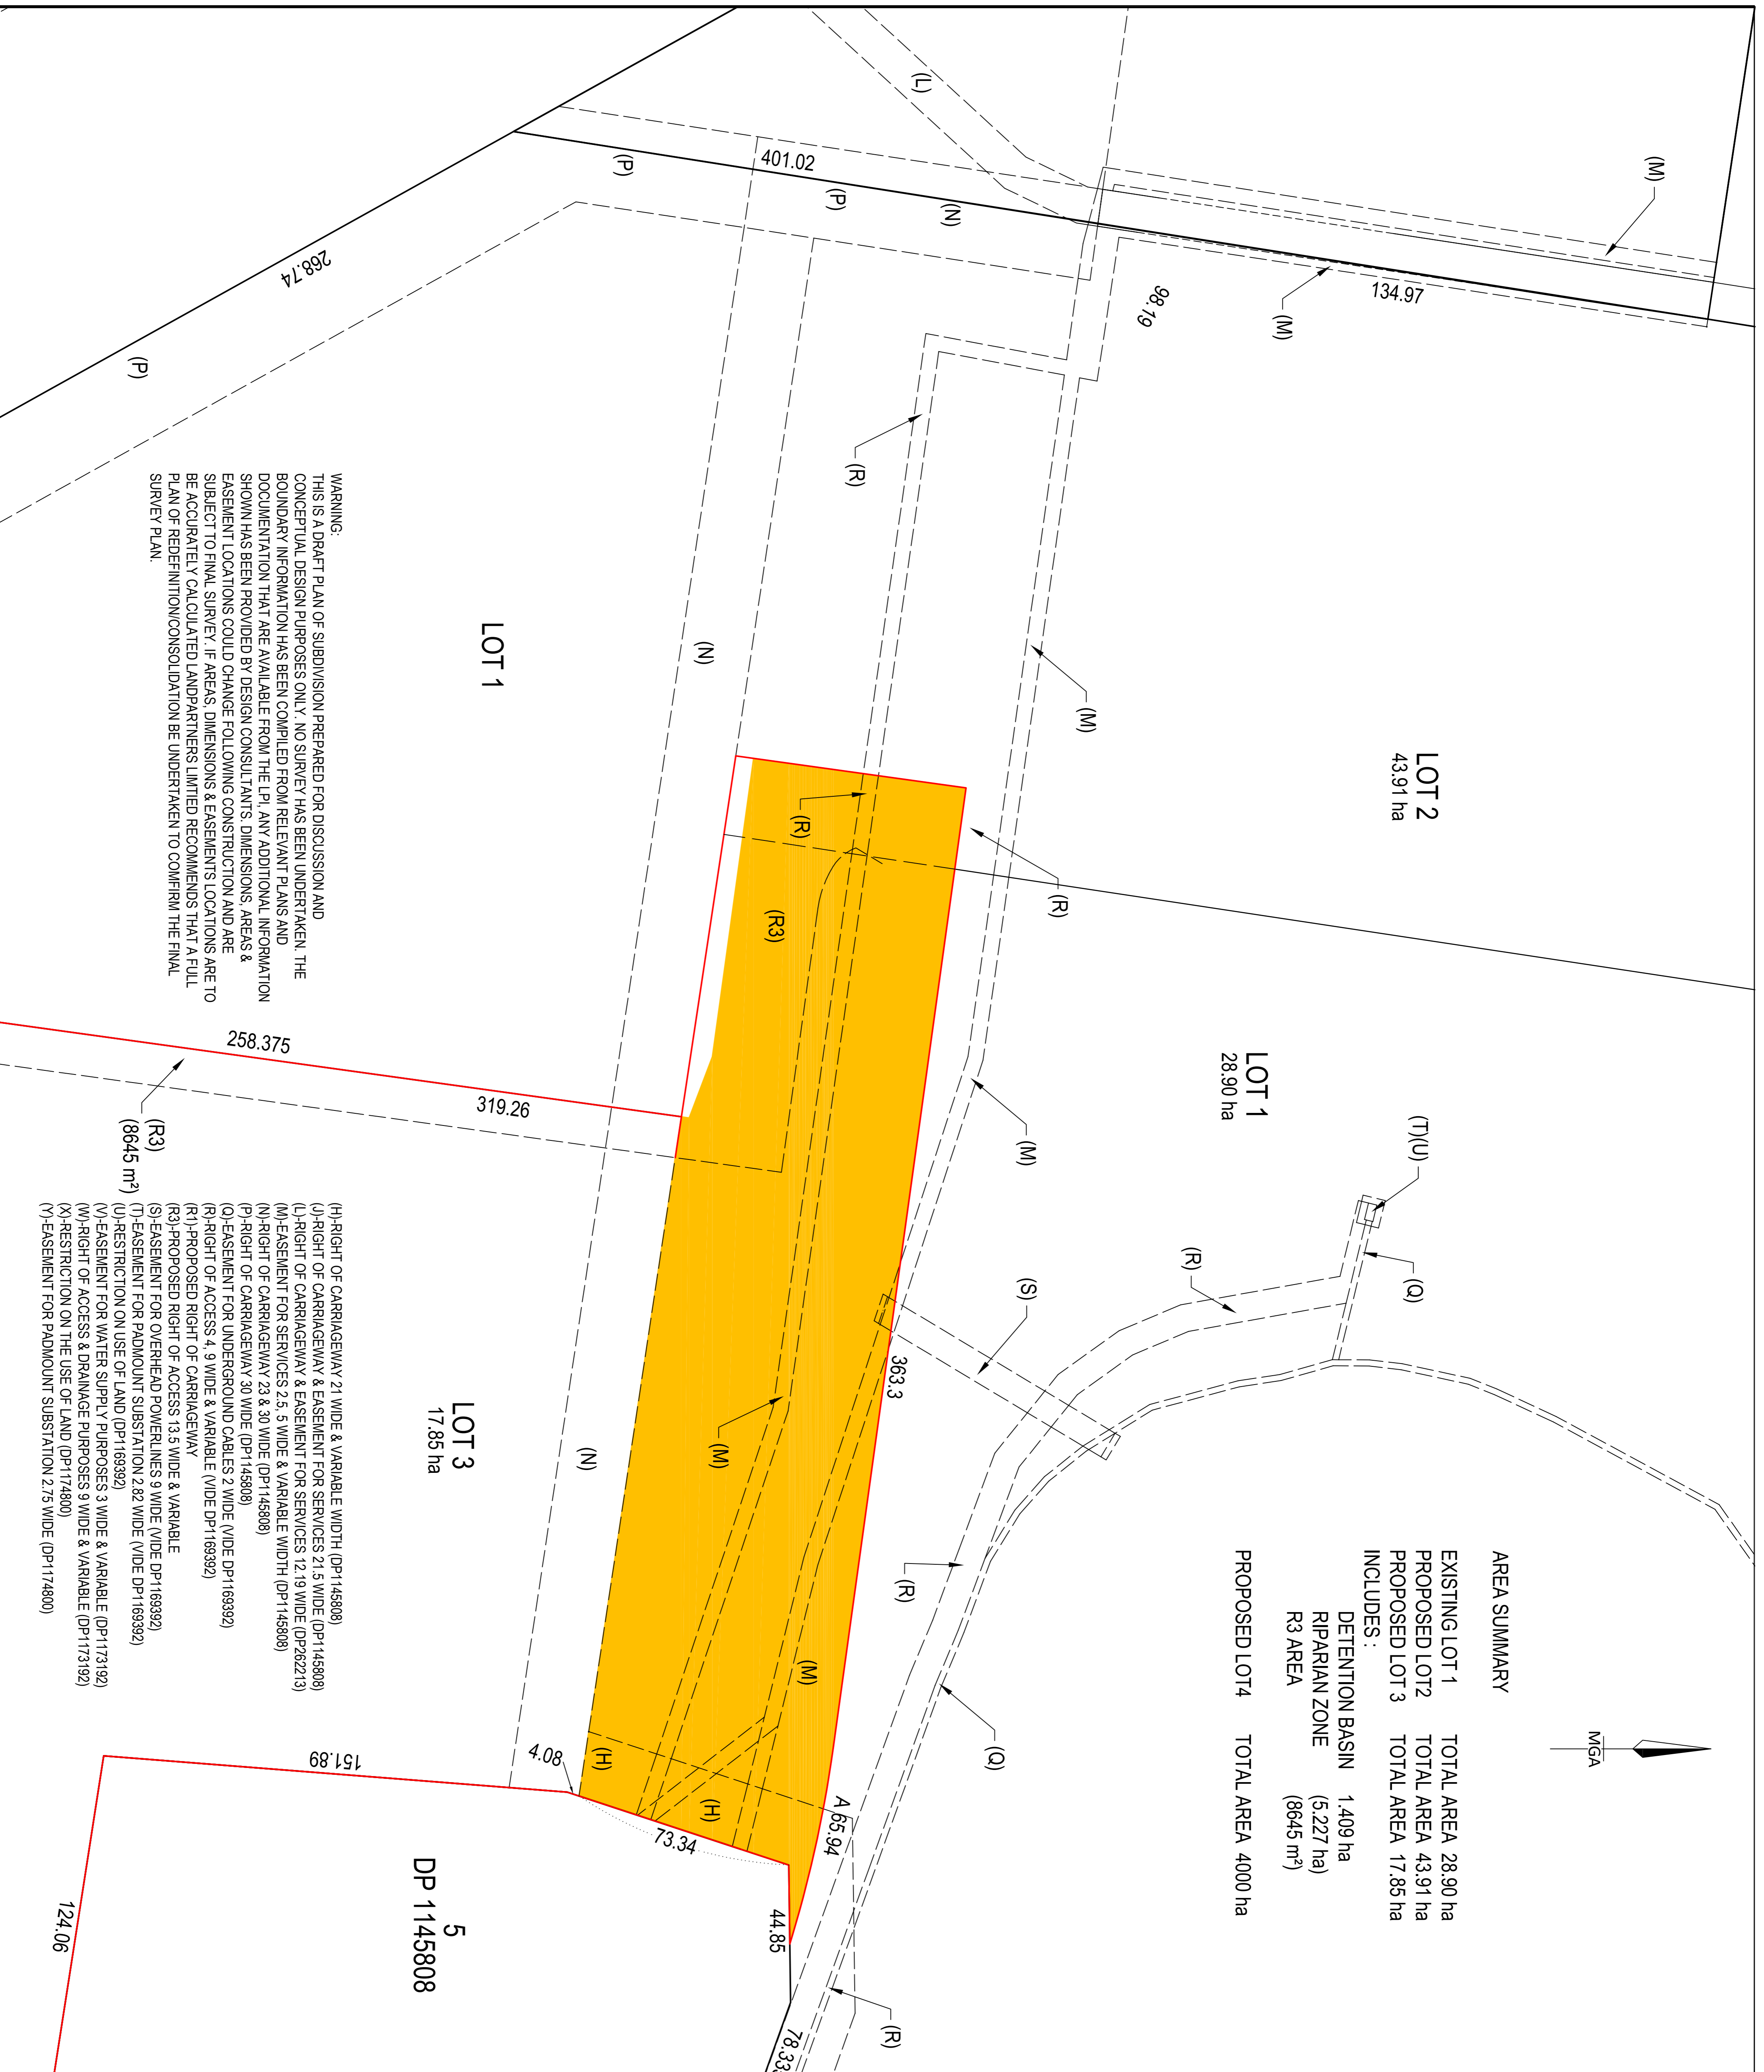 (L)
(M)
401.02
(P)
(P)
(N)
268.74
134.97
98.19
(M)
(P)
(R)
WARNING:
THIS IS A DRAFT PLAN OF SUBDIVISION PREPARED FOR DISCUSSION AND
CONCEPTUAL DESIGN PURPOSES ONLY. NO SURVEY HAS BEEN UNDERTAKEN. THE
BOUNDARY INFORMATION HAS BEEN COMPILED FROM RELEVANT PLANS AND
DOCUMENTATION THAT ARE AVAILABLE FROM THE LPI, ANY ADDITIONAL INFORMATION
SHOWN HAS BEEN PROVIDED BY DESIGN CONSULTANTS. DIMENSIONS, AREAS &
EASEMENT LOCATIONS COULD CHANGE FOLLOWING CONSTRUCTION AND ARE
SUBJECT TO FINAL SURVEY. IF AREAS, DIMENSIONS & EASEMENTS LOCATIONS ARE TO
BE ACCURATELY CALCULATED LANDPARTNERS LIMTIED RECOMMENDS THAT A FULL
PLAN OF REDEFINITION/CONSOLIDATION BE UNDERTAKEN TO COMFIRM THE FINAL
SURVEY PLAN.
LOT 1
(N)
(M)
LOT 2
43.91 ha
(R)
(R)
(R3)
258.375
319.26
(R3)
(8645 m²)
(M)
LOT 1
28.90 ha
(T)(U)
(Q)
(R)
(S)
363.3
(M)
(N)
LOT 3
17.85 ha
(H)-RIGHT OF CARRIAGEWAY 21 WIDE & VARIABLE WIDTH (DP1145808)
(J)-RIGHT OF CARRIAGEWAY & EASEMENT FOR SERVICES 21.5 WIDE (DP1145808)
(L)-RIGHT OF CARRIAGEWAY & EASEMENT FOR SERVICES 12.19 WIDE (DP262213)
(M)-EASEMENT FOR SERVICES 2.5, 5 WIDE & VARIABLE WIDTH (DP1145808)
(N)-RIGHT OF CARRIAGEWAY 23 & 30 WIDE (DP1145808)
(P)-RIGHT OF CARRIAGEWAY 30 WIDE (DP1145808)
(Q)-EASEMENT FOR UNDERGROUND CABLES 2 WIDE (VIDE DP1169392)
(R)-RIGHT OF ACCESS 4, 9 WIDE & VARIABLE (VIDE DP1169392)
(R1)-PROPOSED RIGHT OF CARRIAGEWAY
(R3)-PROPOSED RIGHT OF ACCESS 13.5 WIDE & VARIABLE
(S)-EASEMENT FOR OVERHEAD POWERLINES 9 WIDE (VIDE DP1169392)
(T)-EASEMENT FOR PADMOUNT SUBSTATION 2.82 WIDE (VIDE DP1169392)
(U)-RESTRICTION ON USE OF LAND (DP1169392)
(V)-EASEMENT FOR WATER SUPPLY PURPOSES 3 WIDE & VARIABLE (DP1173192)
(W)-RIGHT OF ACCESS & DRAINAGE PURPOSES 9 WIDE & VARIABLE (DP1173192)
(X)-RESTRICTION ON THE USE OF LAND (DP1174800)
(Y)-EASEMENT FOR PADMOUNT SUBSTATION 2.75 WIDE (DP1174800)
(R)
(M)
AREA SUMMARY
EXISTING LOT 1 TOTAL AREA 28.90 ha
PROPOSED LOT2 TOTAL AREA 43.91 ha
PROPOSED LOT 3 TOTAL AREA 17.85 ha
INCLUDES :
DETENTION BASIN 1.409 ha
RIPARIAN ZONE (5.227 ha)
R3 AREA (8645 m²)
PROPOSED LOT4 TOTAL AREA 4000 ha
MGA
(Q)
151.89
4.08
(H)
(H)
A 65.94
73.34
44.85
(R)
78.33
5
DP 1145808
124.06